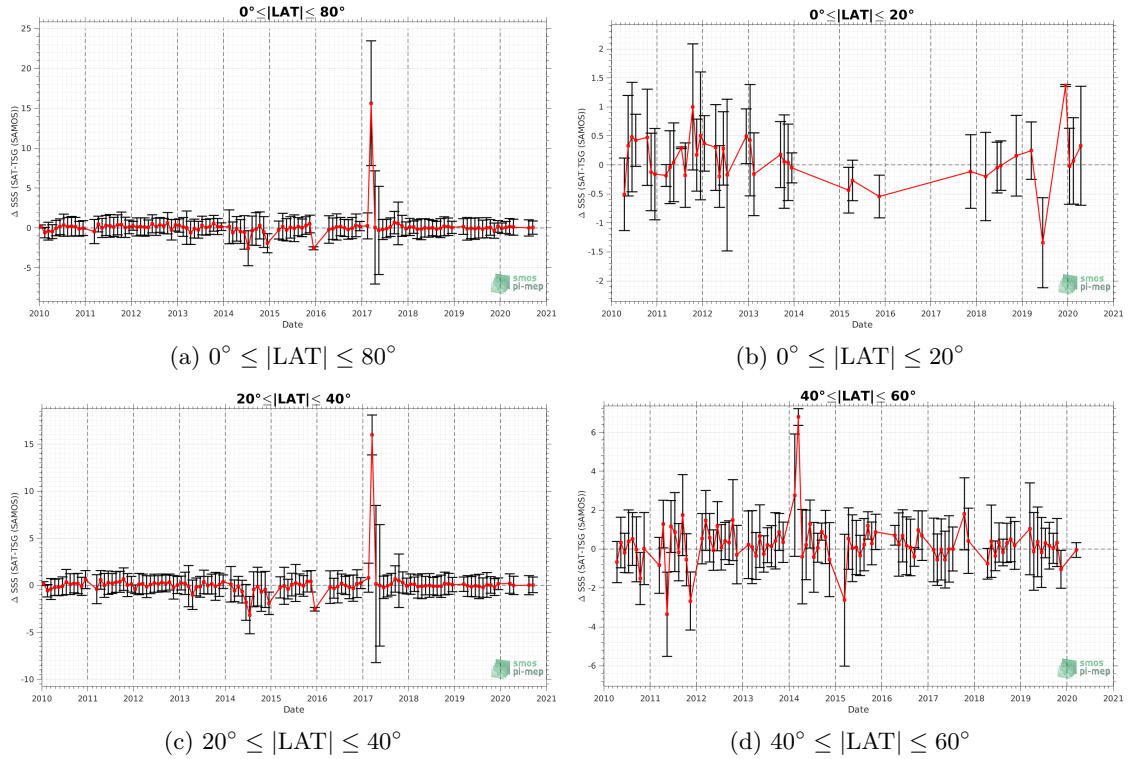 0°≤|LAT|≤ 80°
25
20
15
10
5
0
-5
Δ SSS (SAT-TSG (SAMOS))
2010 2011 2012 2013 2014 2015 2016 2017 2018 2019 2020 2021
Date
smos
pi-mep
(a) 0° ≤ |LAT| ≤ 80°
0°≤|LAT|≤ 20°
2
1.5
1
0.5
0
-0.5
-1
-1.5
-2
Δ SSS (SAT-TSG (SAMOS))
2010 2011 2012 2013 2014 2015 2016 2017 2018 2019 2020 2021
Date
smos
pi-mep
(b) 0° ≤ |LAT| ≤ 20°
20°≤|LAT|≤ 40°
15
10
5
0
-5
-10
Δ SSS (SAT-TSG (SAMOS))
2010 2011 2012 2013 2014 2015 2016 2017 2018 2019 2020 2021
Date
smos
pi-mep
(c) 20° ≤ |LAT| ≤ 40°
40°≤|LAT|≤ 60°
6
4
2
0
-2
-4
-6
Δ SSS (SAT-TSG (SAMOS))
2010 2011 2012 2013 2014 2015 2016 2017 2018 2019 2020 2021
Date
smos
pi-mep
(d) 40° ≤ |LAT| ≤ 60°